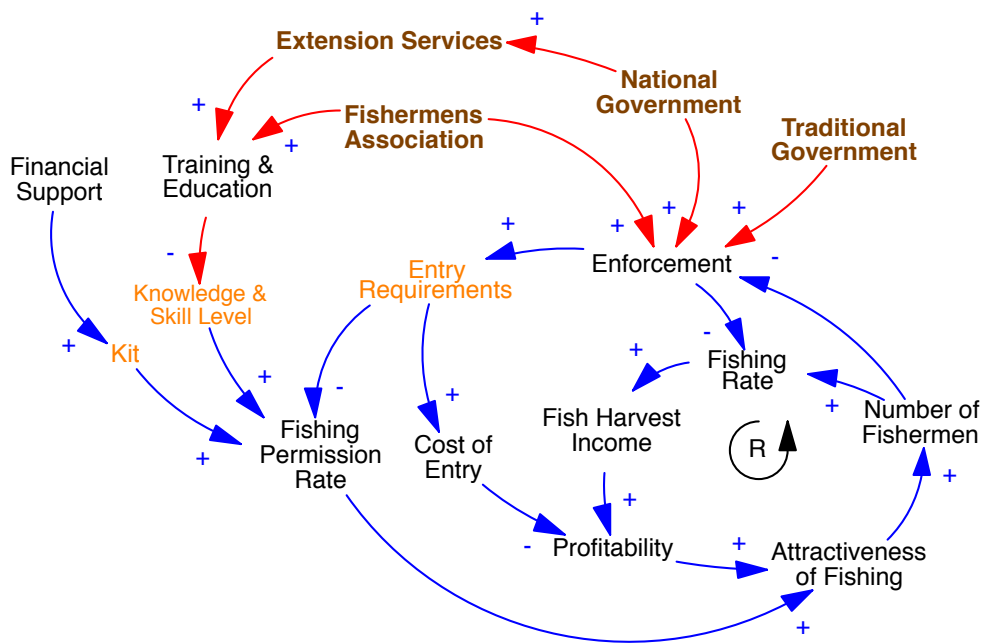 +
Extension Services
National
Government
+
Fishermens
Association
+
Traditional
Government
Financial
Support
Training &
Education
+
+
+
+
-
-
Enforcement
Entry
Requirements
Knowledge &
Skill Level
+
Kit
-
+
Fishing
Rate
+
-
+
+
Number of
Fishermen
Fish Harvest
Income
R
Fishing
Permission
Rate
+
Cost of
Entry
+
+
-
Profitability
+
Attractiveness
of Fishing
+